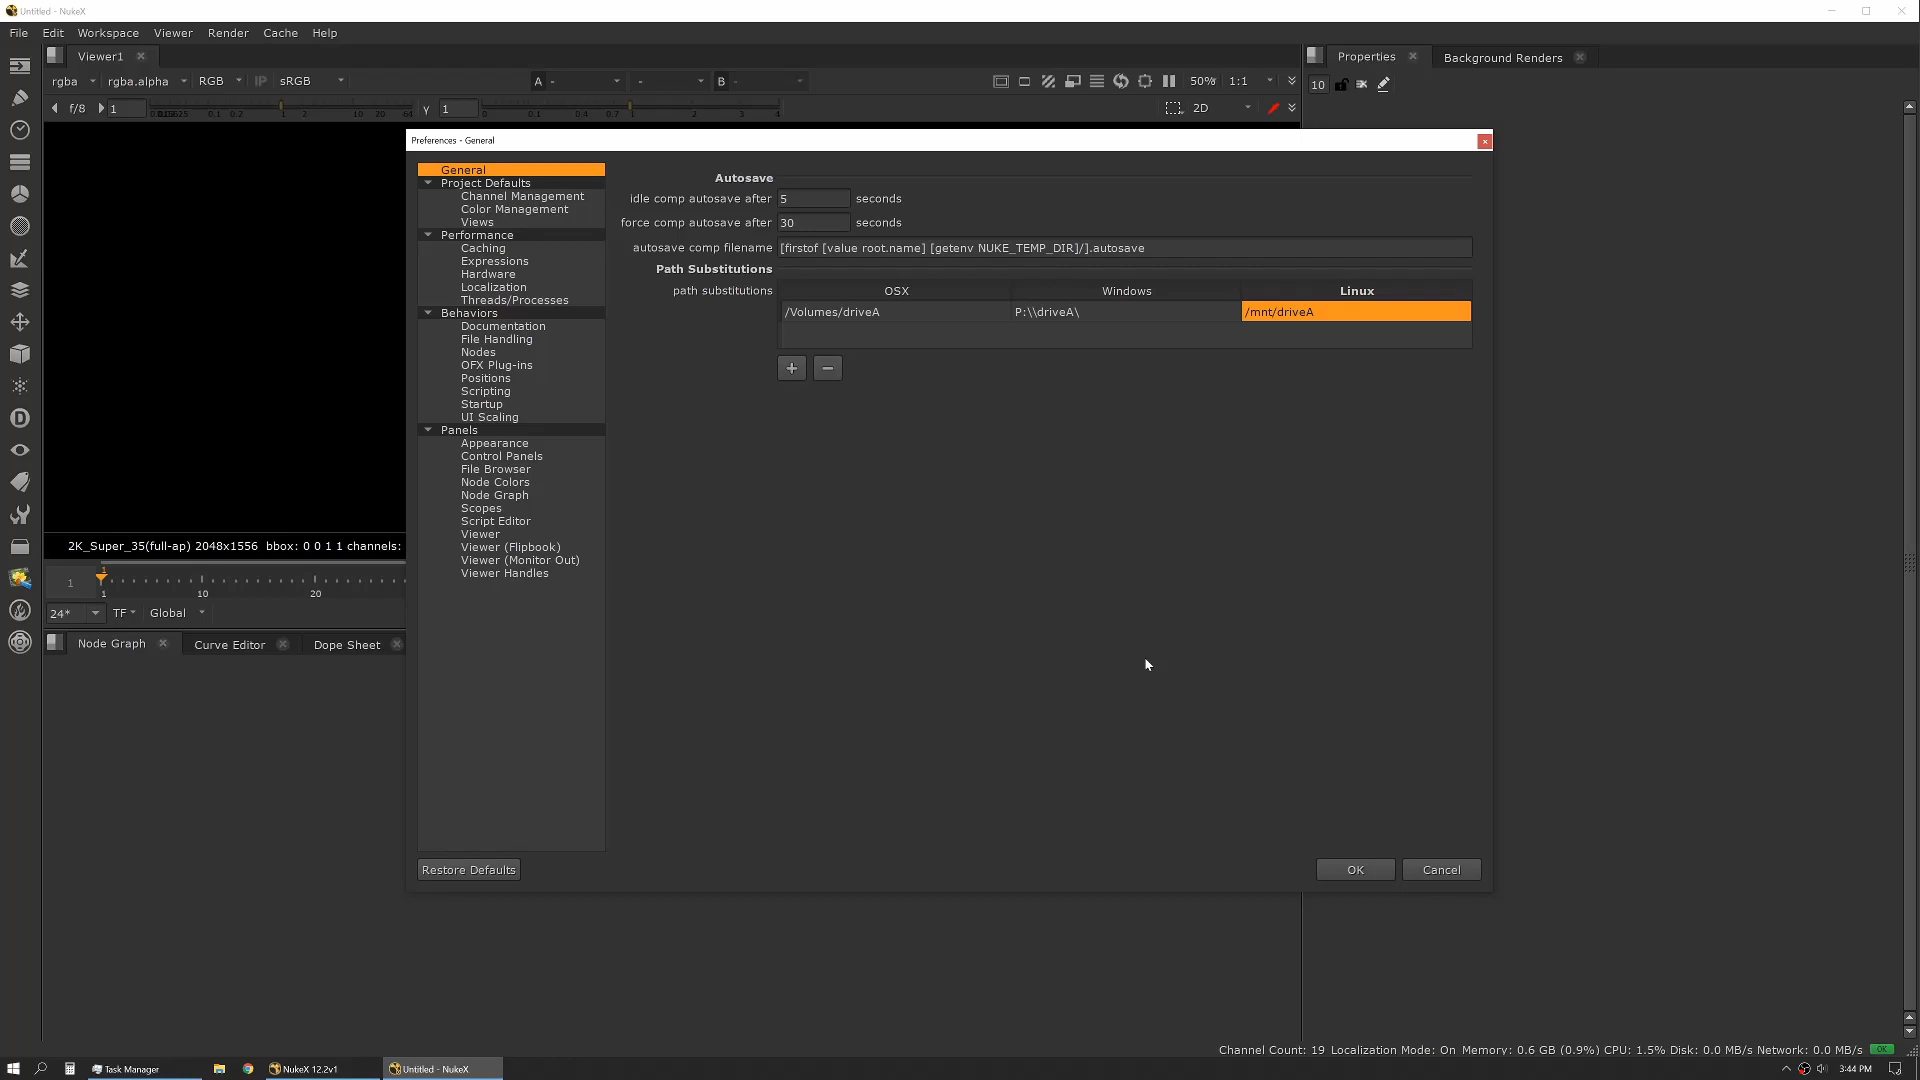 Untitled - NukeX
File Edit Workspace Viewer Render Cache Help
Viewer1
Properties
Background Renders
rgba rgba.alpha RGB IP sRGB A - - B - 50% 1:1
10
f/8 1 γ 1 2D
Preferences - General
General
Project Defaults
Channel Management
Color Management
Views
Performance
Caching
Expressions
Hardware
Localization
Threads/Processes
Behaviors
Documentation
File Handling
Nodes
OFX Plug-ins
Positions
Scripting
Startup
UI Scaling
Panels
Appearance
Control Panels
File Browser
Node Colors
Node Graph
Scopes
Script Editor
Viewer
Viewer (Flipbook)
Viewer (Monitor Out)
Viewer Handles
Autosave
idle comp autosave after 5 seconds
force comp autosave after 30 seconds
autosave comp filename [firstof [value root.name] [getenv NUKE_TEMP_DIR]/].autosave
Path Substitutions
path substitutions OSX Windows Linux
/Volumes/driveA P:\\driveA\ /mnt/driveA
+ −
Restore Defaults OK Cancel
2K_Super_35(full-ap) 2048x1556 bbox: 0 0 1 1 channels:
1
1
1 10 20
24* TF Global
Node Graph Curve Editor Dope Sheet
Channel Count: 19 Localization Mode: On Memory: 0.6 GB (0.9%) CPU: 1.5% Disk: 0.0 MB/s Network: 0.0 MB/s OK
Task Manager NukeX 12.2v1 Untitled - NukeX 3:44 PM